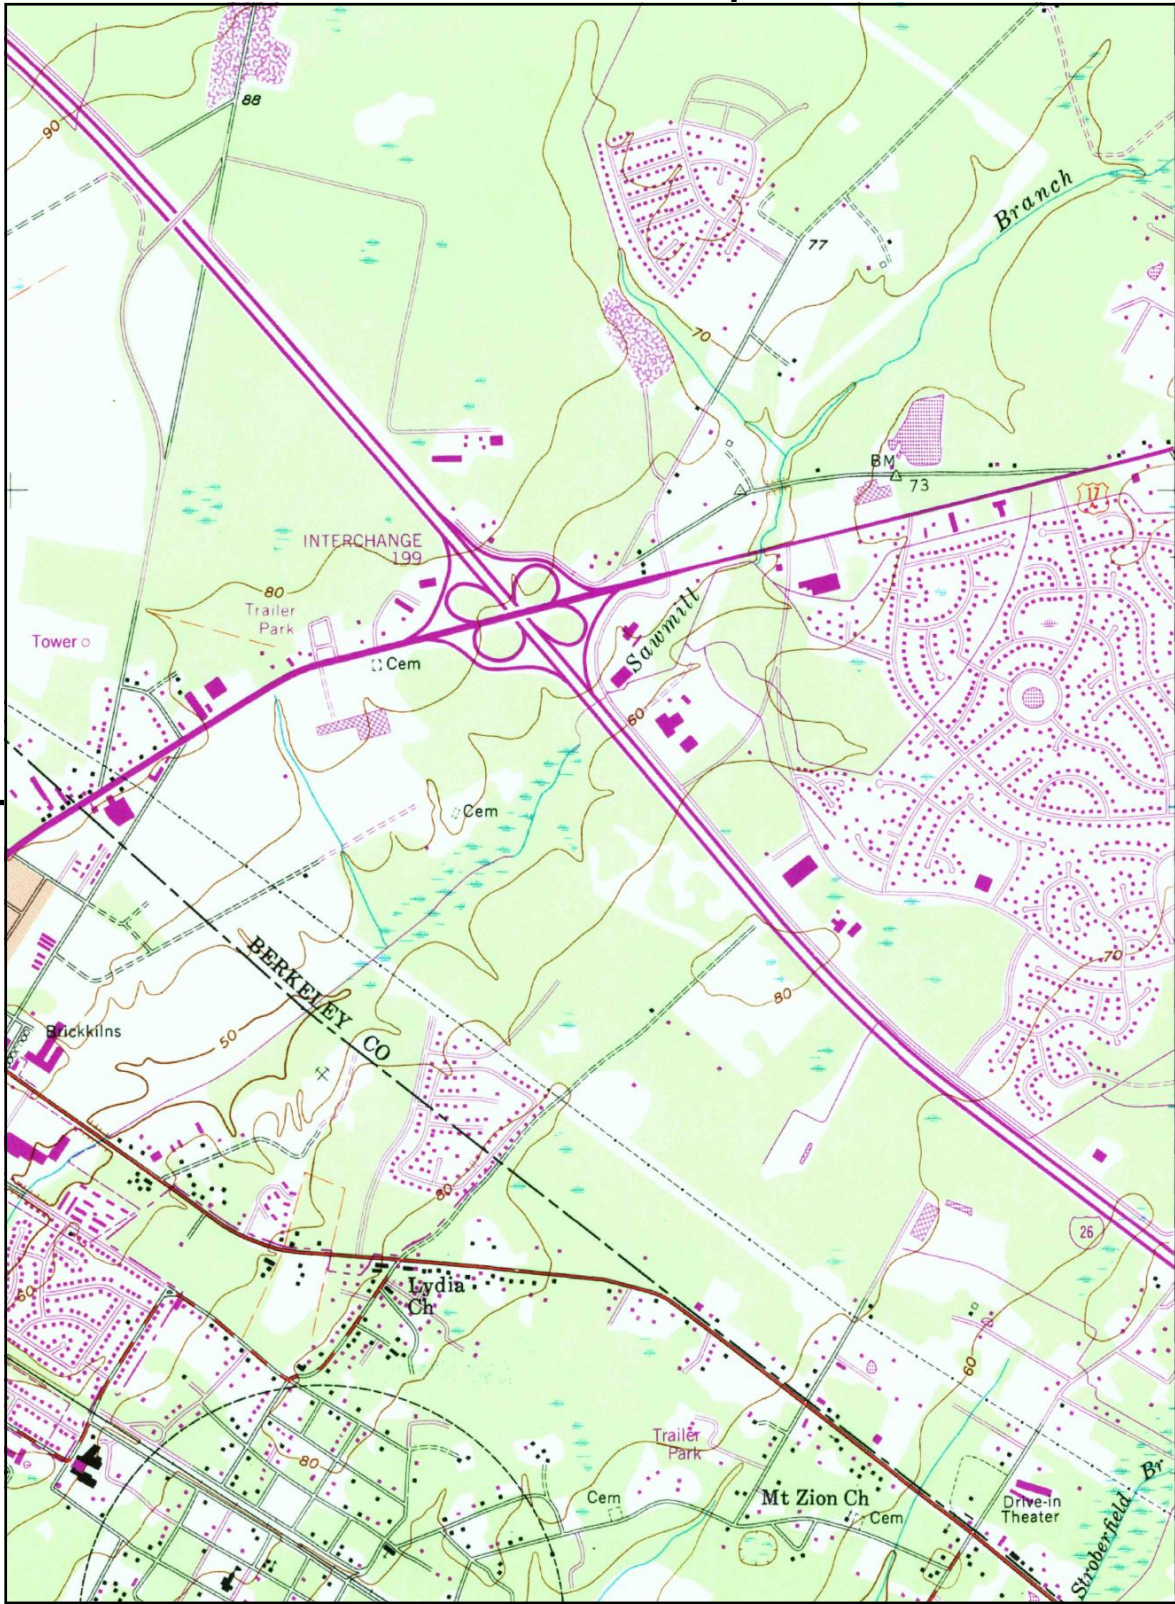 88
90
Branch
77
70
BM
73
17
INTERCHANGE
199
80
Trailer
Park
Tower
Cem
Sawmill
60
Cem
70
80
BERKELEY CO
Brickkilns
50
80
26
Lydia
Ch
60
60
80
Trailer
Park
Cem
Mt Zion Ch
Cem
Drive-in
Theater
Stroberfield Br